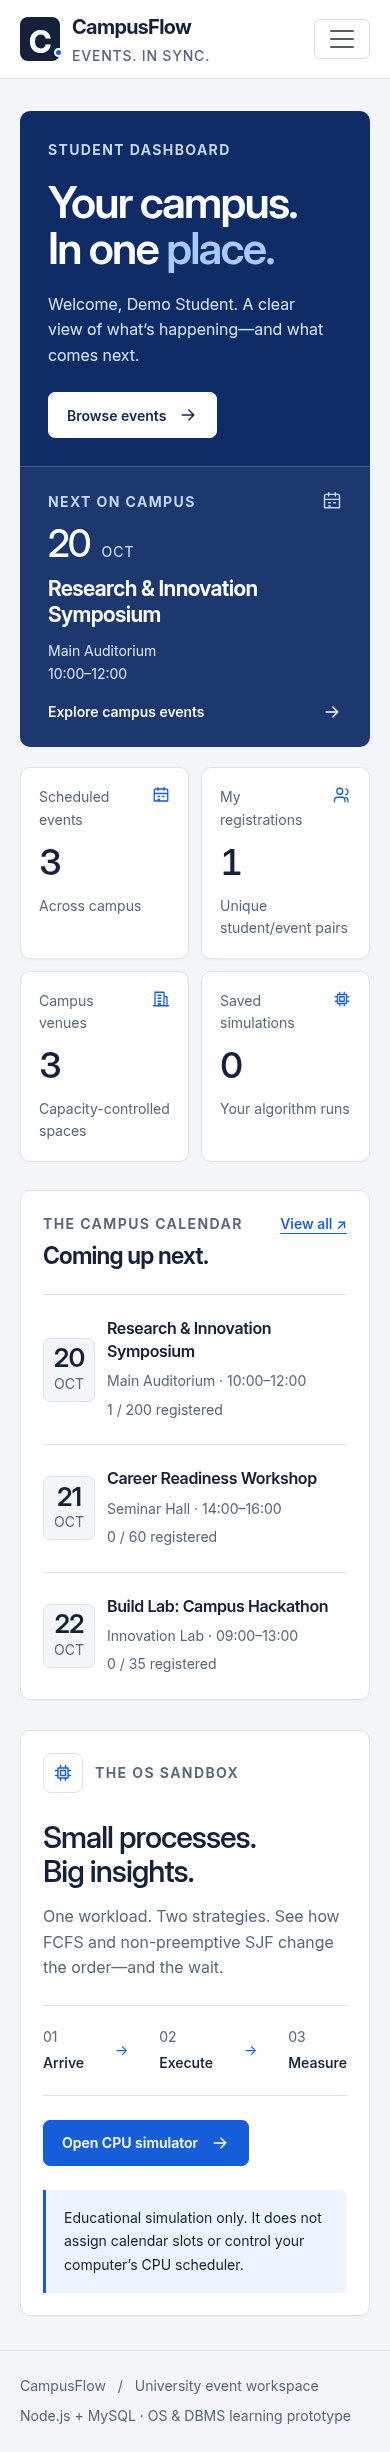 C
CampusFlow
EVENTS. IN SYNC.
STUDENT DASHBOARD
Your campus.
In one place.
Welcome, Demo Student. A clear
view of what’s happening—and what
comes next.
Browse events →
NEXT ON CAMPUS
20 OCT
Research & Innovation
Symposium
Main Auditorium
10:00–12:00
Explore campus events →
Scheduled
events
3
Across campus
My
registrations
1
Unique
student/event pairs
Campus
venues
3
Capacity-controlled
spaces
Saved
simulations
0
Your algorithm runs
THE CAMPUS CALENDAR
View all ↗
Coming up next.
20
OCT
Research & Innovation
Symposium
Main Auditorium · 10:00–12:00
1 / 200 registered
21
OCT
Career Readiness Workshop
Seminar Hall · 14:00–16:00
0 / 60 registered
22
OCT
Build Lab: Campus Hackathon
Innovation Lab · 09:00–13:00
0 / 35 registered
THE OS SANDBOX
Small processes.
Big insights.
One workload. Two strategies. See how
FCFS and non-preemptive SJF change
the order—and the wait.
01
Arrive
→
02
Execute
→
03
Measure
Open CPU simulator →
Educational simulation only. It does not
assign calendar slots or control your
computer’s CPU scheduler.
CampusFlow / University event workspace
Node.js + MySQL · OS & DBMS learning prototype